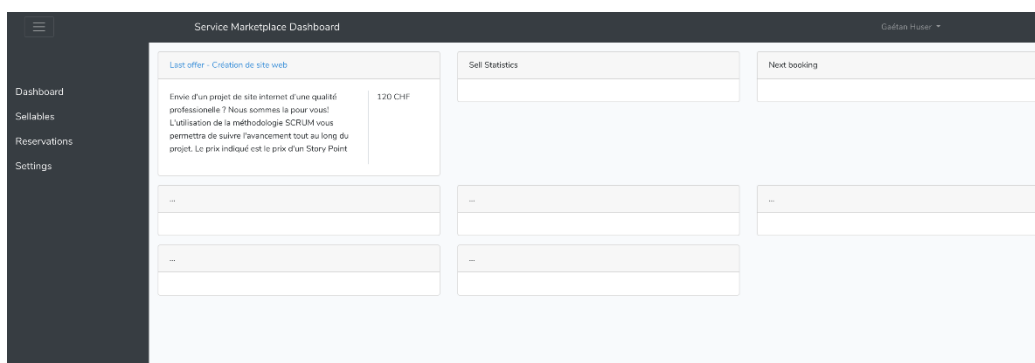 Service Marketplace Dashboard
Gaétan Huser
Dashboard
Sellables
Reservations
Settings
Last offer - Création de site web
Envie d'un projet de site internet d'une qualité
professionelle ? Nous sommes la pour vous!
L'utilisation de la méthodologie SCRUM vous
permettra de suivre l'avancement tout au long du
projet. Le prix indiqué est le prix d'un Story Point
120 CHF
Sell Statistics
Next booking
...
...
...
...
...